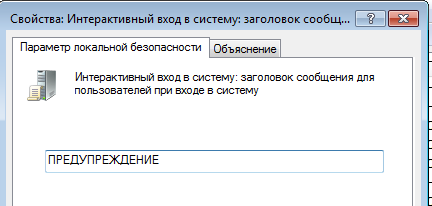 Свойства: Интерактивный вход в систему: заголовок сообщ...
Параметр локальной безопасности
Объяснение
Интерактивный вход в систему: заголовок сообщения для
пользователей при входе в систему
ПРЕДУПРЕЖДЕНИЕ